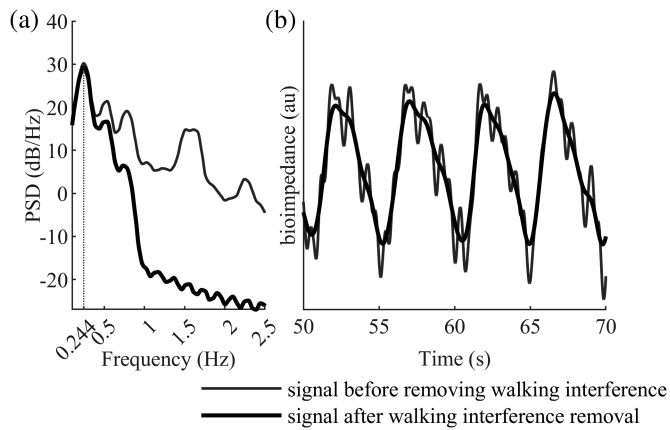 (a)
(b)
40
30
20
10
0
-10
-20
PSD (dB/Hz)
0.244
0.5
1
1.5
2
2.5
Frequency (Hz)
bioimpedance (au)
50
55
60
65
70
Time (s)
signal before removing walking interference
signal after walking interference removal